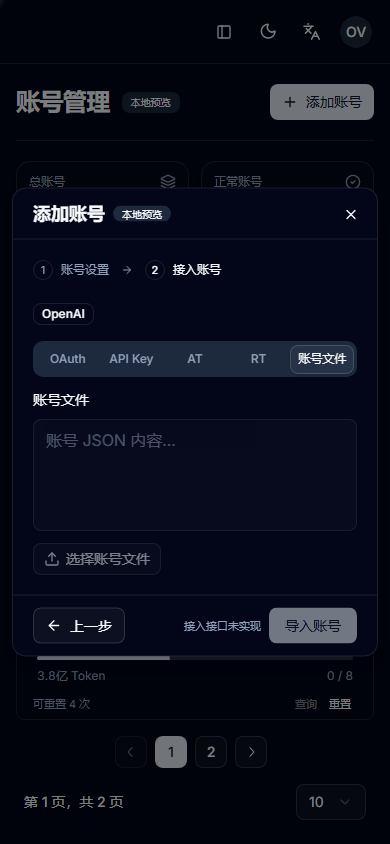 OV
账号管理 本地预览 添加账号
总账号 正常账号
添加账号 本地预览
1 账号设置 2 接入账号
OpenAI
OAuth API Key AT RT 账号文件
账号文件
账号 JSON 内容...
选择账号文件
上一步 接入接口未实现 导入账号
3.8亿 Token 0 / 8
可重置 4 次 查询 重置
1 2
第 1 页，共 2 页 10